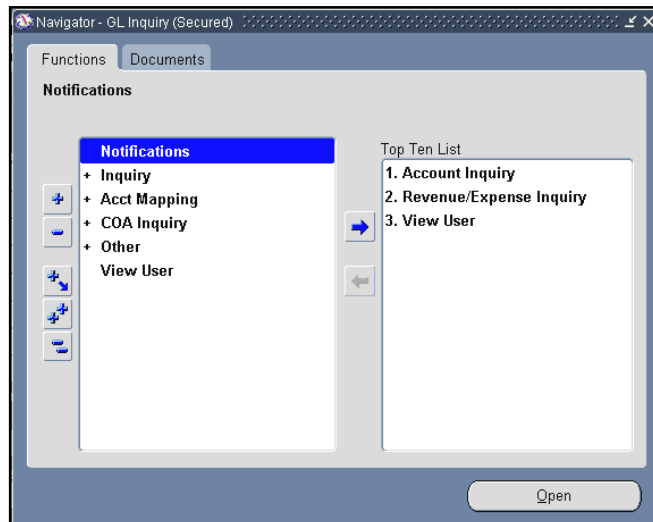 Navigator - GL Inquiry (Secured)
Functions
Documents
Notifications
Notifications
+ Inquiry
+ Acct Mapping
+ COA Inquiry
+ Other
View User
Top Ten List
1. Account Inquiry
2. Revenue/Expense Inquiry
3. View User
Open